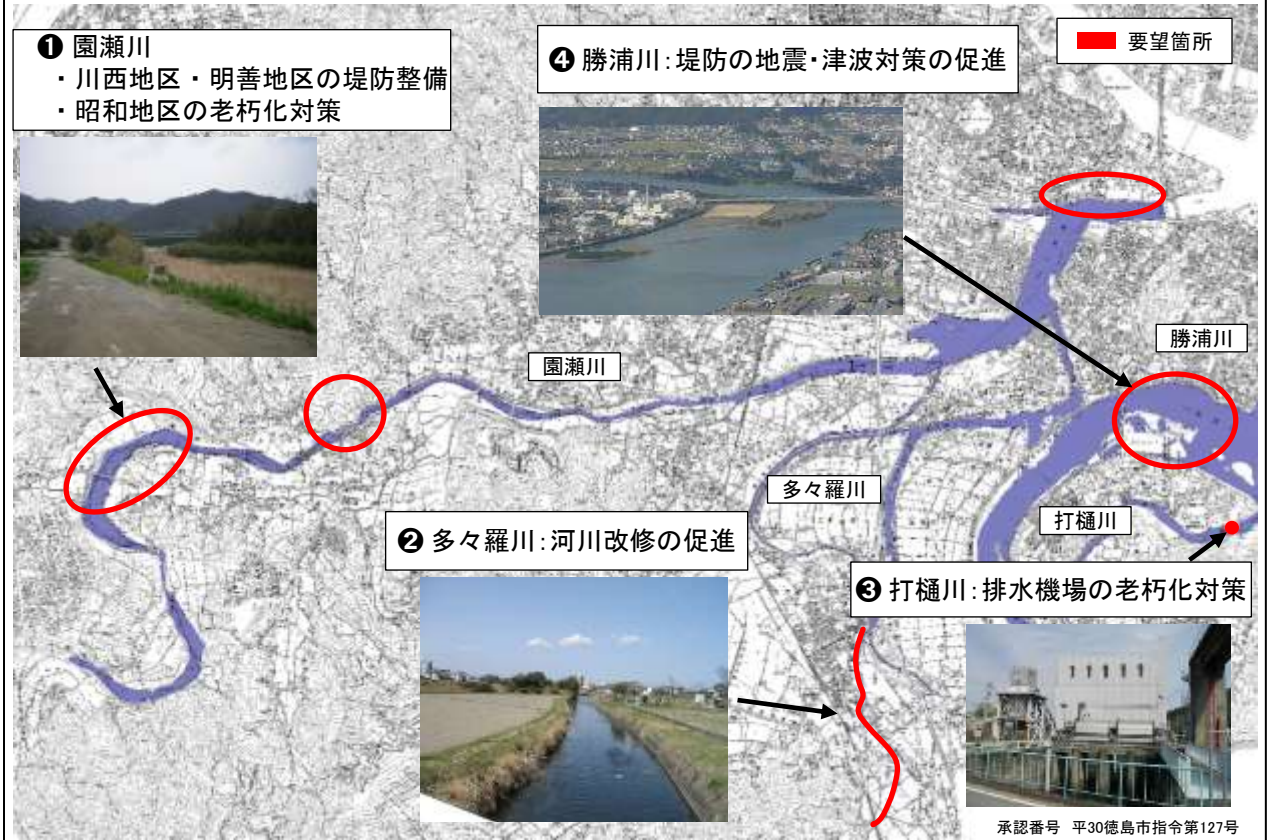 ❶ 園瀬川
・川西地区・明善地区の堤防整備
・昭和地区の老朽化対策
❹ 勝浦川：堤防の地震・津波対策の促進
要望箇所
勝浦川
園瀬川
多々羅川
打樋川
❷ 多々羅川：河川改修の促進
❸ 打樋川：排水機場の老朽化対策
承認番号 平30徳島市指令第127号